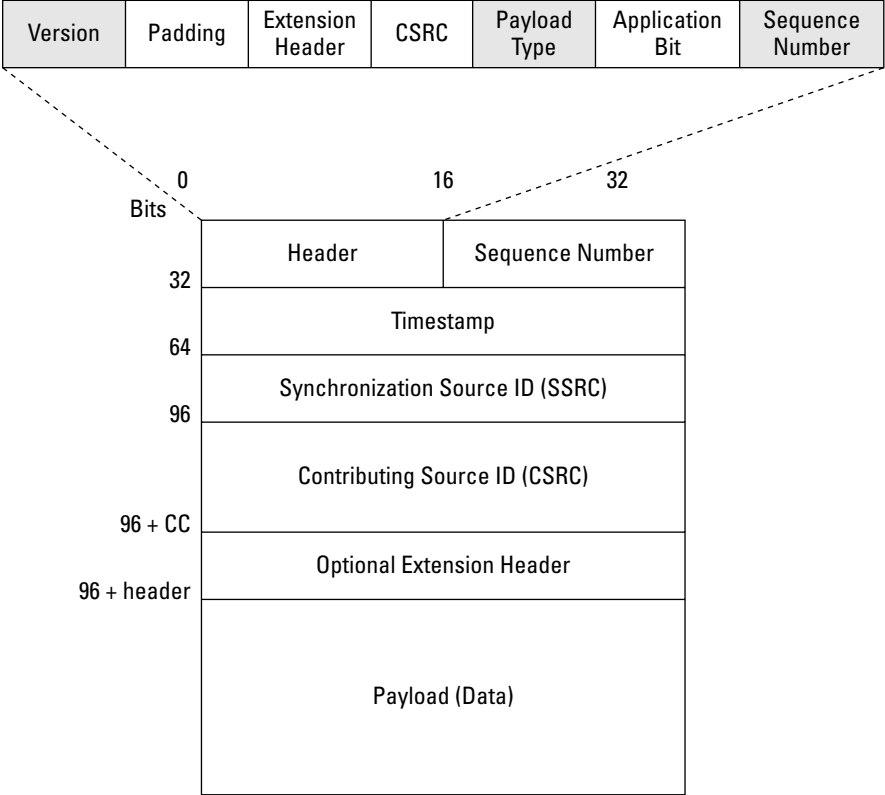 Version
Padding
Extension
Header
CSRC
Payload
Type
Application
Bit
Sequence
Number
0 16 32
Bits
Header Sequence Number
32
Timestamp
64
Synchronization Source ID (SSRC)
96
Contributing Source ID (CSRC)
96 + CC
Optional Extension Header
96 + header
Payload (Data)